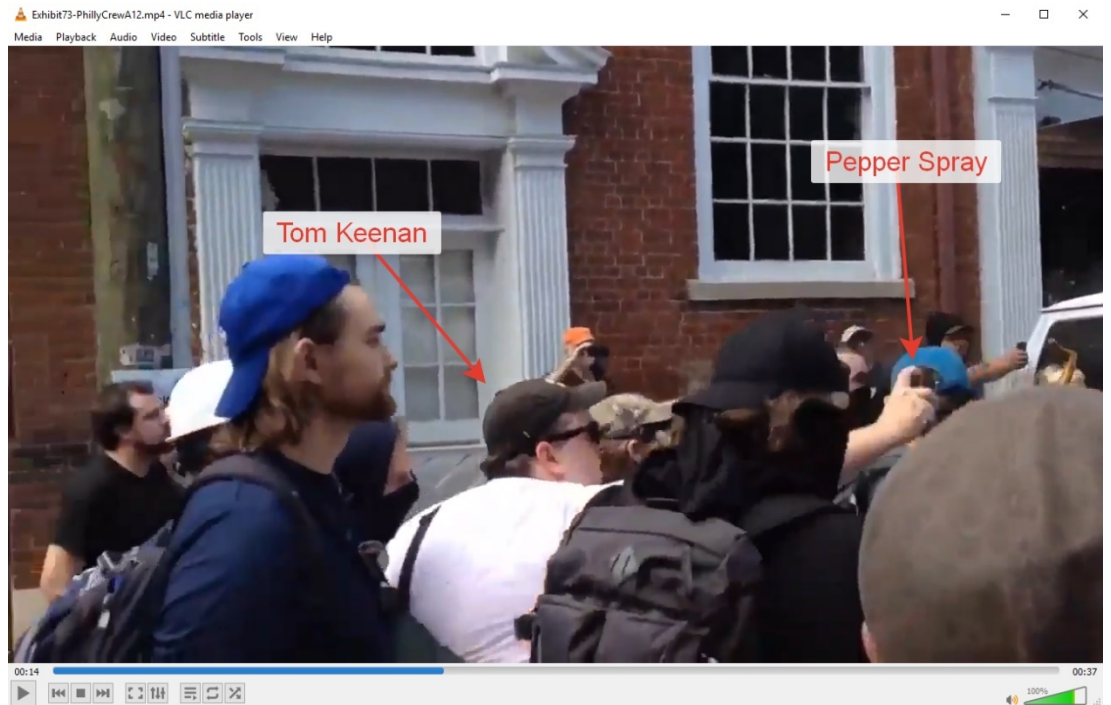 Exhibit73-PhillyCrewA12.mp4 - VLC media player
Media Playback Audio Video Subtitle Tools View Help
Pepper Spray
Tom Keenan
00:14
00:37
100%